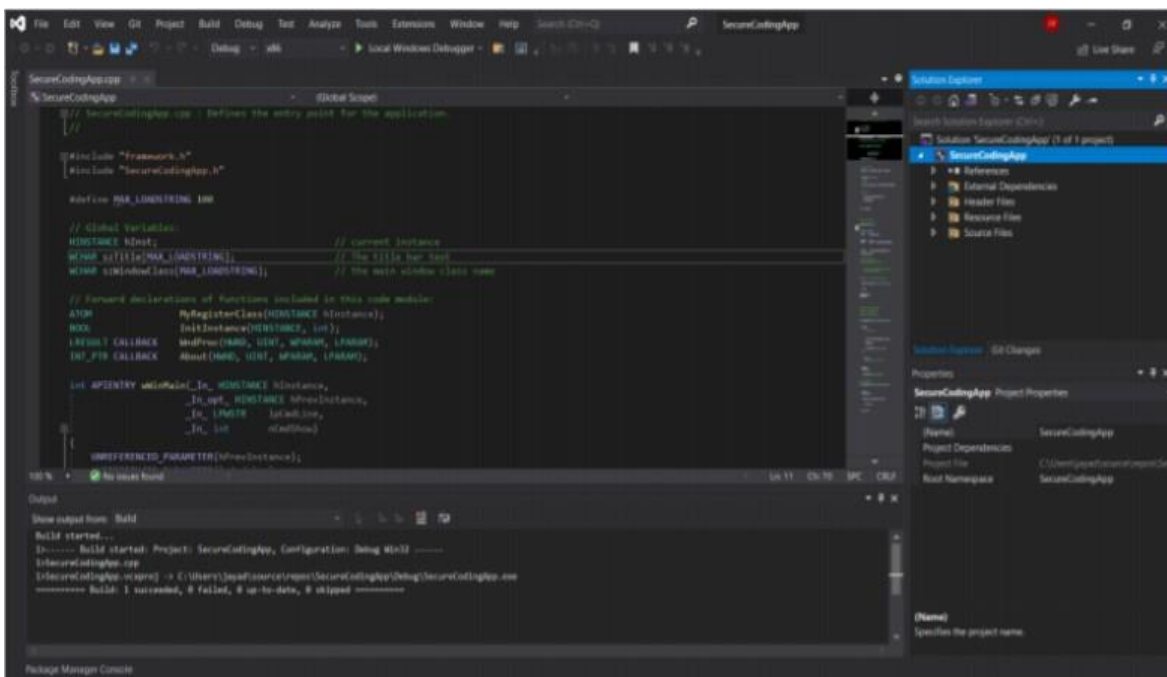 File Edit View Git Project Build Debug Test Analyze Tools Extensions Window Help Search (Ctrl+Q) SecureCodingApp
Debug x86 Local Windows Debugger Live Share
Toolbox
SecureCodingApp.cpp
SecureCodingApp (Global Scope)
// SecureCodingApp.cpp : Defines the entry point for the application.
//
#include "framework.h"
#include "SecureCodingApp.h"
#define MAX_LOADSTRING 100
// Global Variables:
HINSTANCE hInst; // current instance
WCHAR szTitle[MAX_LOADSTRING]; // The title bar text
WCHAR szWindowClass[MAX_LOADSTRING]; // the main window class name
// Forward declarations of functions included in this code module:
ATOM MyRegisterClass(HINSTANCE hInstance);
BOOL InitInstance(HINSTANCE, int);
LRESULT CALLBACK WndProc(HWND, UINT, WPARAM, LPARAM);
INT_PTR CALLBACK About(HWND, UINT, WPARAM, LPARAM);
int APIENTRY wWinMain(_In_ HINSTANCE hInstance,
_In_opt_ HINSTANCE hPrevInstance,
_In_ LPWSTR lpCmdLine,
_In_ int nCmdShow)
{
UNREFERENCED_PARAMETER(hPrevInstance);
100 % No issues found Ln: 11 Ch: 70 SPC CRLF
Output
Show output from: Build
Build started...
1>------ Build started: Project: SecureCodingApp, Configuration: Debug Win32 ------
1>SecureCodingApp.cpp
1>SecureCodingApp.vcxproj -> C:\Users\jayad\source\repos\SecureCodingApp\Debug\SecureCodingApp.exe
========== Build: 1 succeeded, 0 failed, 0 up-to-date, 0 skipped ==========
Package Manager Console
Solution Explorer
Search Solution Explorer (Ctrl+;)
Solution 'SecureCodingApp' (1 of 1 project)
SecureCodingApp
References
External Dependencies
Header Files
Resource Files
Source Files
Solution Explorer Git Changes
Properties
SecureCodingApp Project Properties
(Name) SecureCodingApp
Project Dependencies
Project File C:\Users\jayad\source\repos\
Root Namespace SecureCodingApp
(Name)
Specifies the project name.